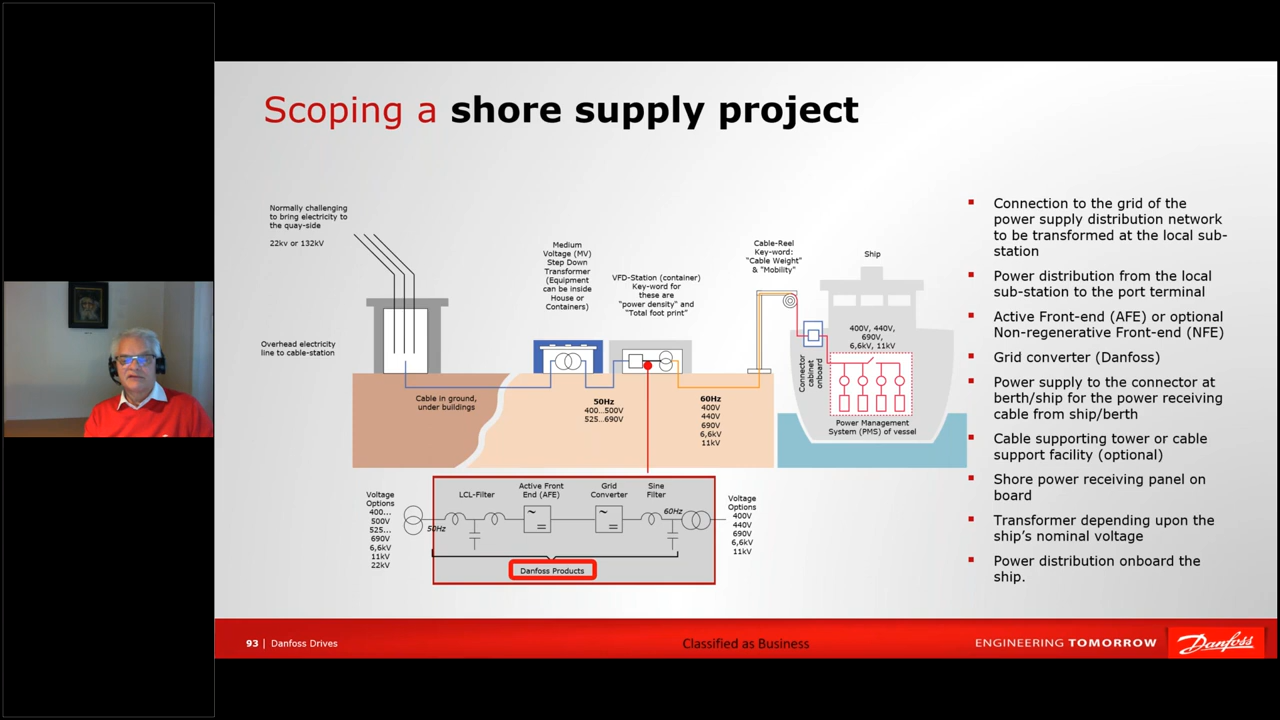 Scoping a shore supply project
Normally challenging
to bring electricity to
the quay-side
22kv or 132kV
Overhead electricity
line to cable-station
Cable in ground,
under buildings
Medium
Voltage (MV)
Step Down
Transformer
(Equipment
can be inside
House or
Containers)
VFD-Station (container)
Key-word for
these are
"power density" and
"Total foot print"
50Hz
400...500V
525...690V
60Hz
400V
440V
690V
6,6kV
11kV
Cable-Reel
Key-word:
"Cable Weight"
& "Mobility"
Ship
Connector
cabinet
onboard
400V, 440V,
690V,
6,6kV, 11kV
Power Management
System (PMS) of vessel
Voltage
Options
400...
500V
525...
690V
6,6kV
11kV
22kV
50Hz
LCL-Filter
Active Front
End (AFE)
Grid
Converter
Sine
Filter
60Hz
~
=
~
=
Danfoss Products
Voltage
Options
400V
440V
690V
6,6kV
11kV
Connection to the grid of the
power supply distribution network
to be transformed at the local sub-
station
Power distribution from the local
sub-station to the port terminal
Active Front-end (AFE) or optional
Non-regenerative Front-end (NFE)
Grid converter (Danfoss)
Power supply to the connector at
berth/ship for the power receiving
cable from ship/berth
Cable supporting tower or cable
support facility (optional)
Shore power receiving panel on
board
Transformer depending upon the
ship's nominal voltage
Power distribution onboard the
ship.
93 | Danfoss Drives
Classified as Business
ENGINEERING TOMORROW
Danfoss